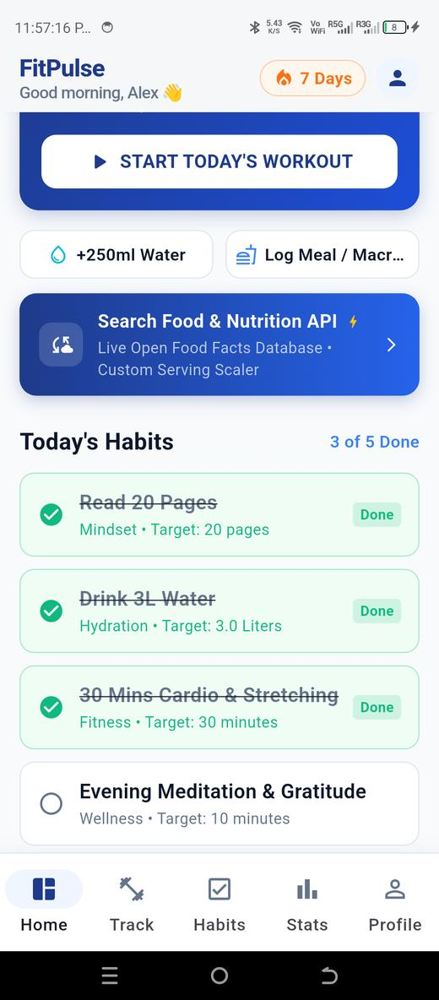 11:57:16 P...
5.43 K/S
Vo WiFi
R5G
R3G
8
FitPulse
Good morning, Alex 👋
7 Days
START TODAY'S WORKOUT
+250ml Water
Log Meal / Macr...
Search Food & Nutrition API
Live Open Food Facts Database •
Custom Serving Scaler
Today's Habits
3 of 5 Done
Read 20 Pages
Mindset • Target: 20 pages
Done
Drink 3L Water
Hydration • Target: 3.0 Liters
Done
30 Mins Cardio & Stretching
Fitness • Target: 30 minutes
Done
Evening Meditation & Gratitude
Wellness • Target: 10 minutes
Home
Track
Habits
Stats
Profile